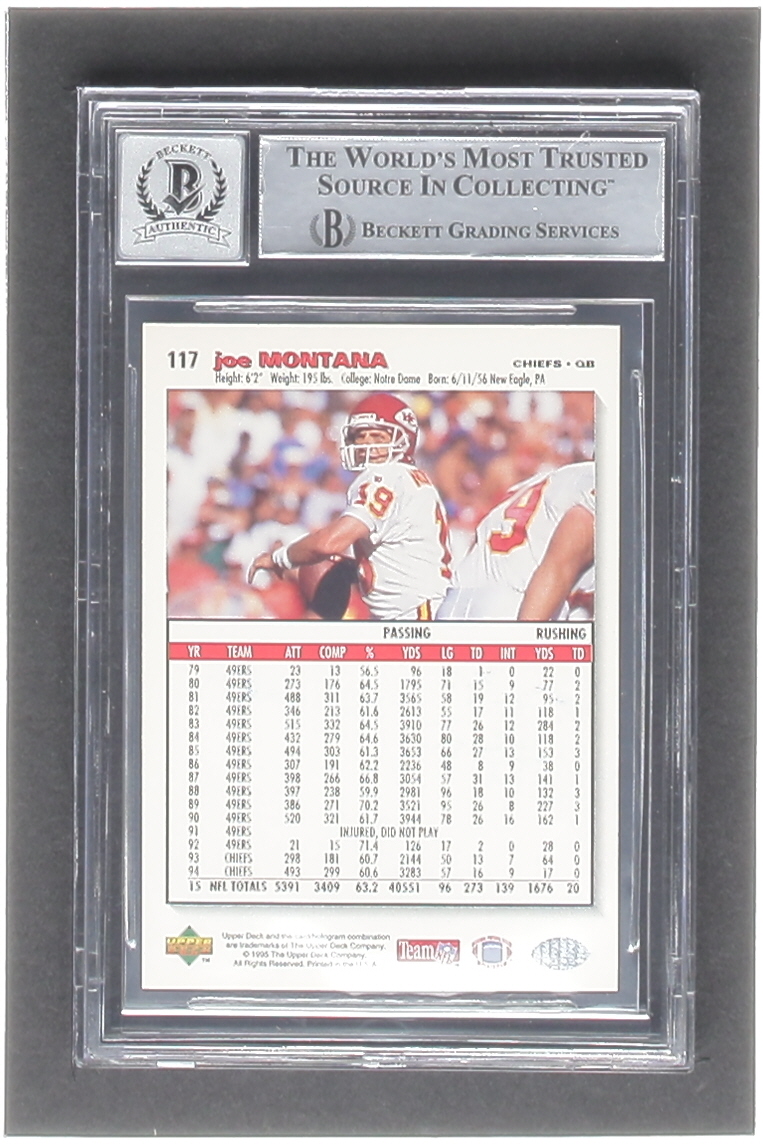 BECKETT
B
AUTHENTIC
THE WORLD'S MOST TRUSTED
SOURCE IN COLLECTING™
B BECKETT GRADING SERVICES
117 joe MONTANA CHIEFS • QB
Height: 6'2" Weight: 195 lbs. College: Notre Dame Born: 6/11/56 New Eagle, PA
19
PASSING RUSHING
YR TEAM ATT COMP % YDS LG TD INT YDS TD
79 49ERS 23 13 56.5 96 18 1 0 22 0
80 49ERS 273 176 64.5 1795 71 15 9 77 2
81 49ERS 488 311 63.7 3565 58 19 12 95 2
82 49ERS 346 213 61.6 2613 55 17 11 118 1
83 49ERS 515 332 64.5 3910 77 26 12 284 2
84 49ERS 432 279 64.6 3630 80 28 10 118 2
85 49ERS 494 303 61.3 3653 66 27 13 153 3
86 49ERS 307 191 62.2 2236 48 8 9 38 0
87 49ERS 398 266 66.8 3054 57 31 13 141 1
88 49ERS 397 238 59.9 2981 96 18 10 132 3
89 49ERS 386 271 70.2 3521 95 26 8 227 3
90 49ERS 520 321 61.7 3944 78 26 16 162 1
91 49ERS INJURED, DID NOT PLAY
92 49ERS 21 15 71.4 126 17 2 0 28 0
93 CHIEFS 298 181 60.7 2144 50 13 7 64 0
94 CHIEFS 493 299 60.6 3283 57 16 9 17 0
15 NFL TOTALS 5391 3409 63.2 40551 96 273 139 1676 20
UPPER DECK ™
Upper Deck and the card/hologram combination
are trademarks of The Upper Deck Company.
© 1995 The Upper Deck Company.
All Rights Reserved. Printed in the U.S.A.
Team NFL